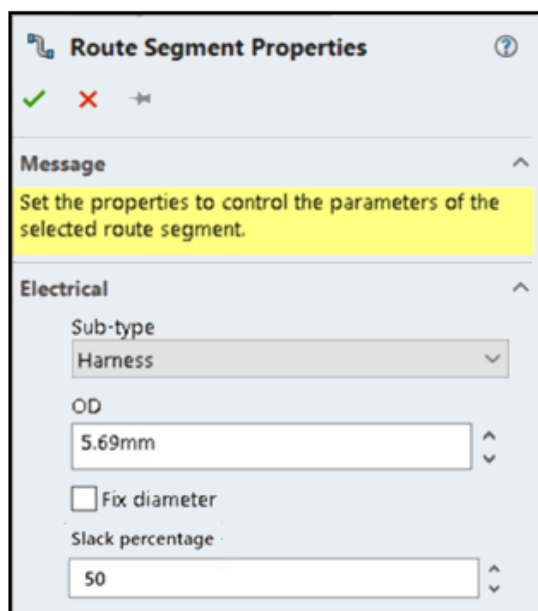 Route Segment Properties
Message
Set the properties to control the parameters of the
selected route segment.
Electrical
Sub-type
Harness
OD
5.69mm
Fix diameter
Slack percentage
50